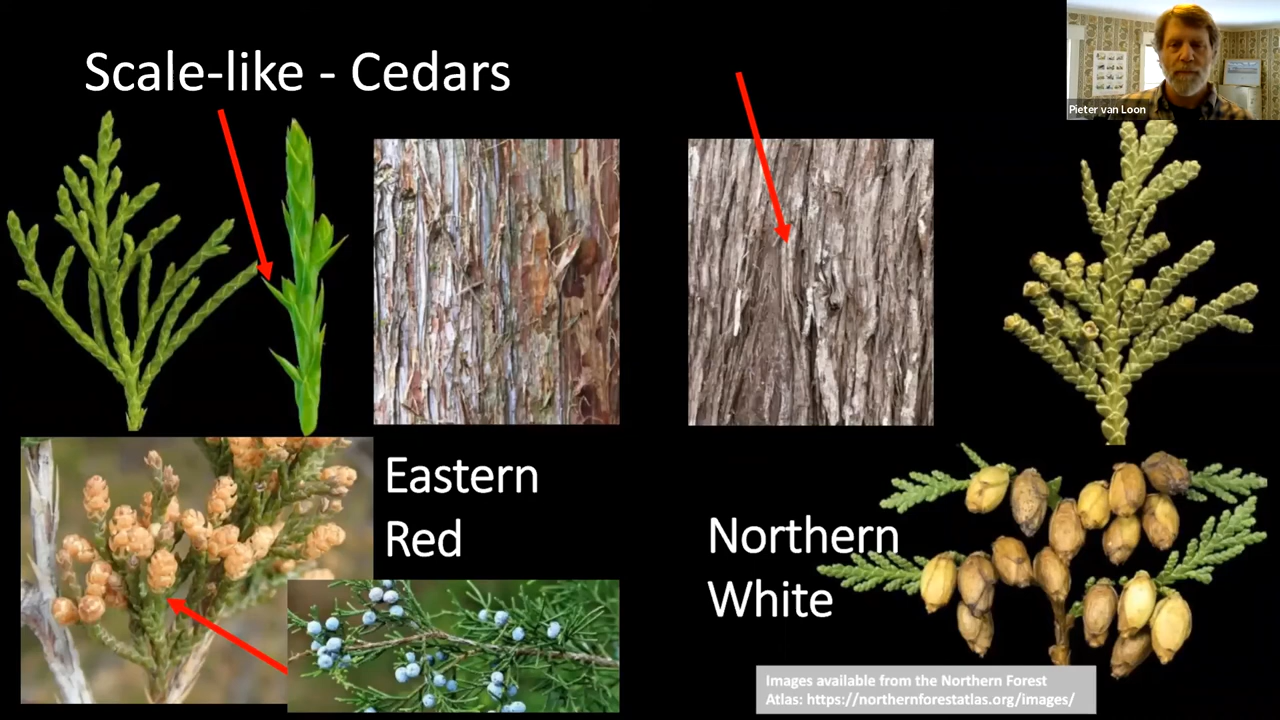 Scale-like - Cedars
Pieter van Loon
Eastern
Red
Northern
White
Images available from the Northern Forest
Atlas: https://northernforestatlas.org/images/